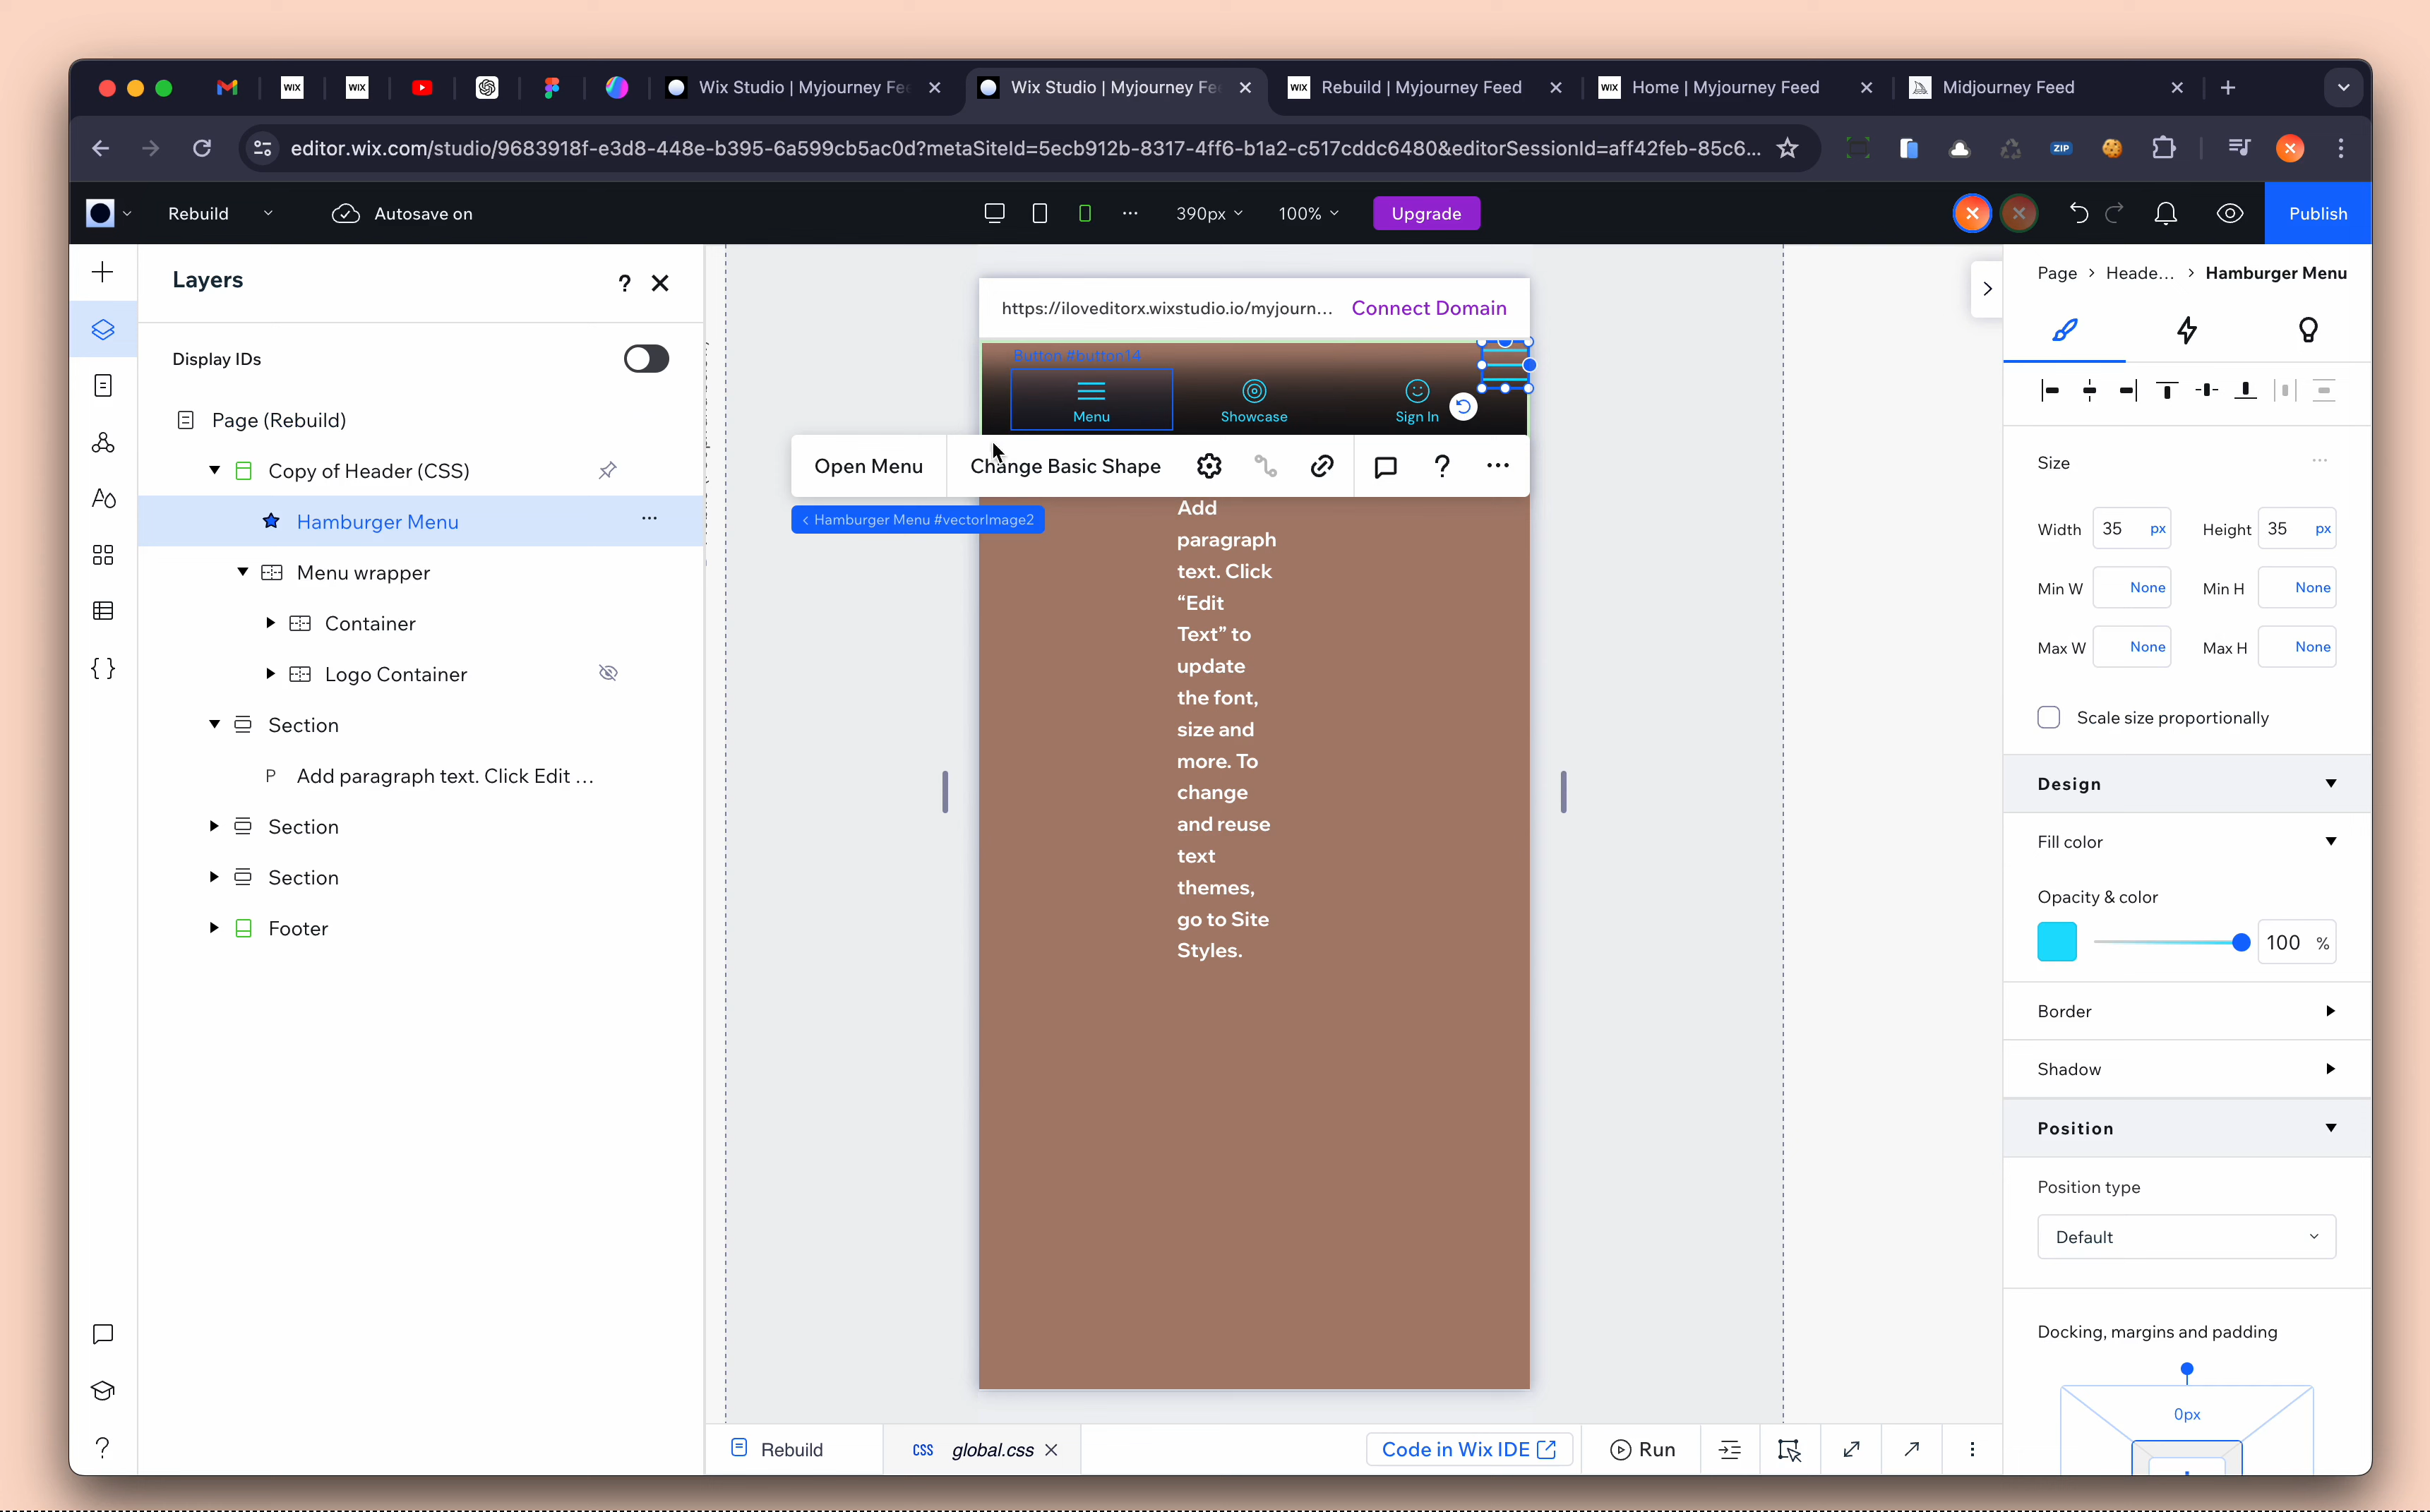 Wix Studio | Myjourney Fe
Wix Studio | Myjourney Fe
WIX
Rebuild | Myjourney Feed
WIX
Home | Myjourney Feed
Midjourney Feed
WIX
WIX
editor.wix.com/studio/9683918f-e3d8-448e-b395-6a599cb5ac0d?metaSiteId=5ecb912b-8317-4ff6-b1a2-c517cddc6480&editorSessionId=aff42feb-85c6...
ZIP
Rebuild
Autosave on
390px
100%
Upgrade
Publish
Layers
?
Display IDs
Page (Rebuild)
Copy of Header (CSS)
Hamburger Menu
Menu wrapper
Container
Logo Container
Section
P Add paragraph text. Click Edit ...
Section
Section
Footer
https://iloveditorx.wixstudio.io/myjourn...
Connect Domain
Button #button14
Menu
Showcase
Sign In
Open Menu
Change Basic Shape
?
< Hamburger Menu #vectorImage2
Add
paragraph
text. Click
“Edit
Text” to
update
the font,
size and
more. To
change
and reuse
text
themes,
go to Site
Styles.
Rebuild
CSS global.css
Code in Wix IDE
Run
Page > Heade... > Hamburger Menu
Size
Width 35 px
Height 35 px
Min W None
Min H None
Max W None
Max H None
Scale size proportionally
Design
Fill color
Opacity & color
100 %
Border
Shadow
Position
Position type
Default
Docking, margins and padding
0px